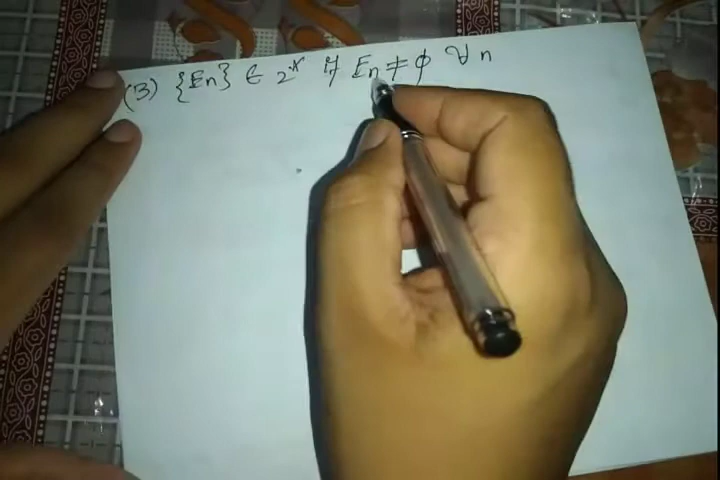 (3) {En} ∈ 2^X ∌ En ≠ ϕ ∀ n